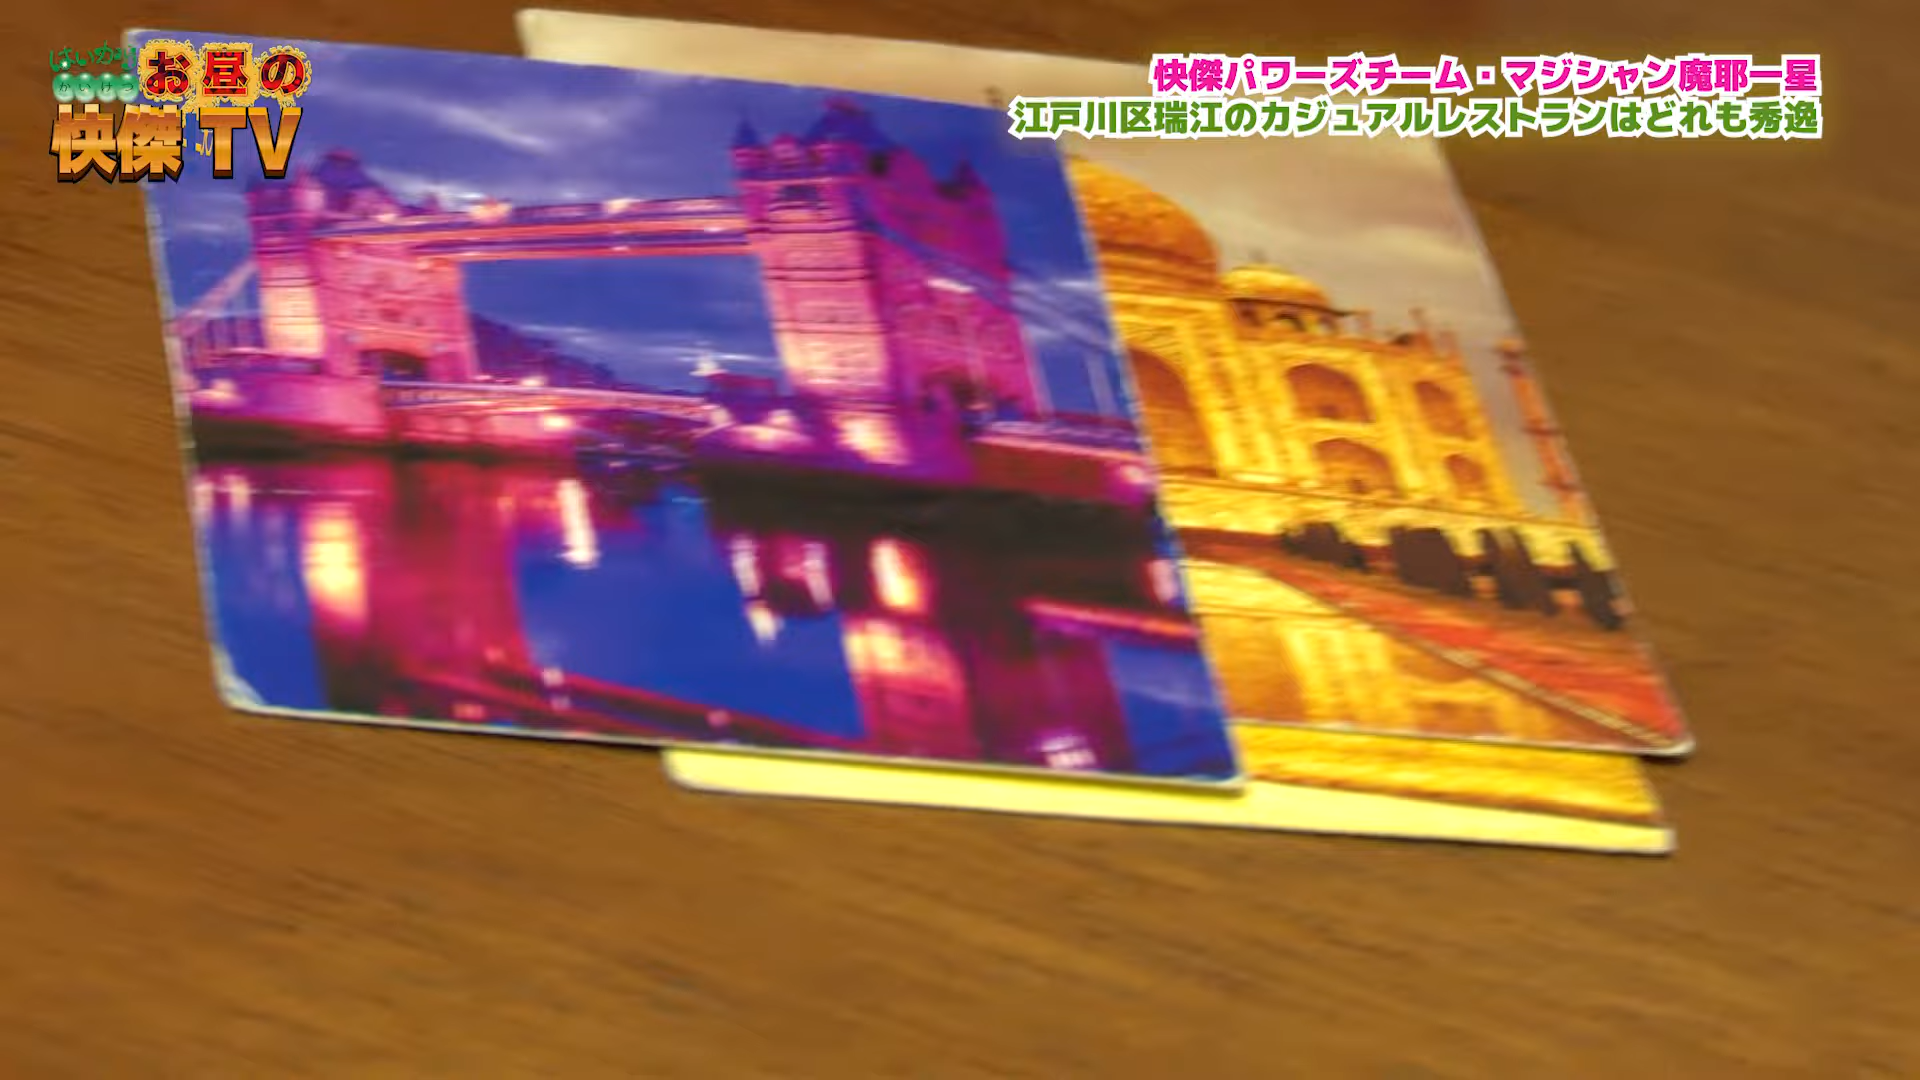 はいからかいけつ
お昼の
快傑TV
快傑パワーズチーム・マジシャン魔耶一星
江戸川区瑞江のカジュアルレストランはどれも秀逸